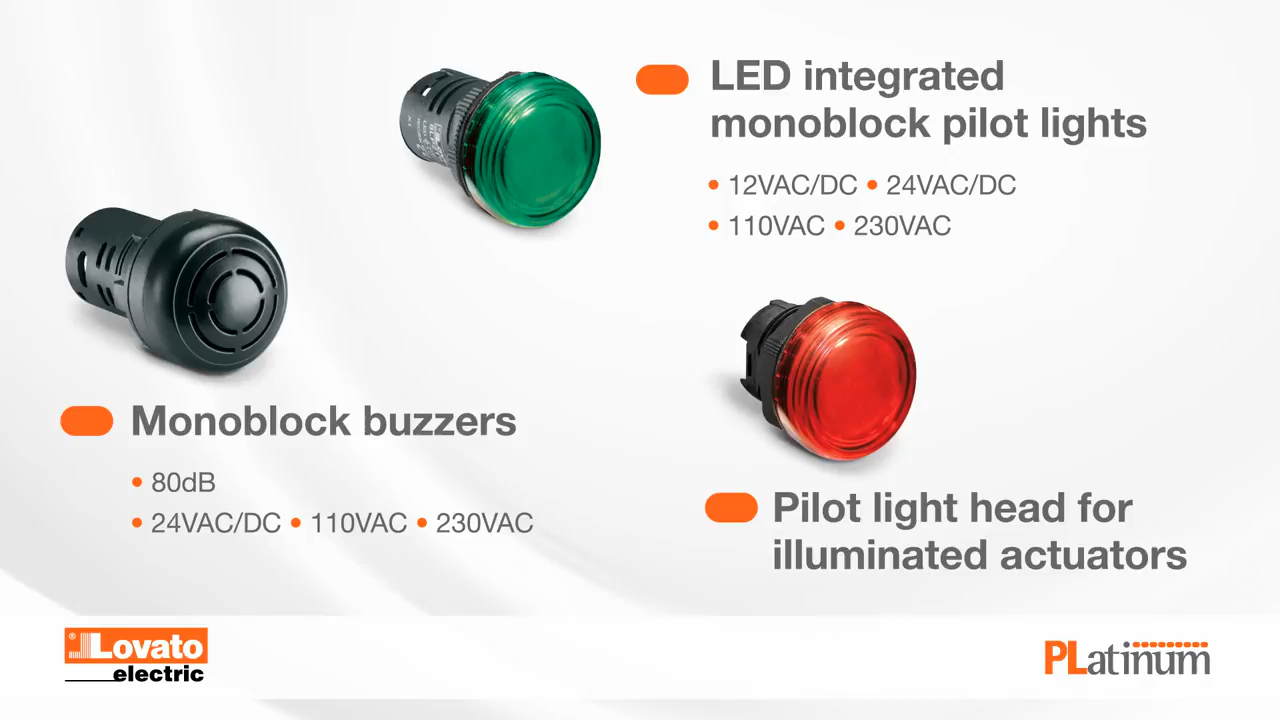 LED integrated
monoblock pilot lights
• 12VAC/DC • 24VAC/DC
• 110VAC • 230VAC
Monoblock buzzers
• 80dB
• 24VAC/DC • 110VAC • 230VAC
Pilot light head for
illuminated actuators
® Lovato
electric
PLatinum